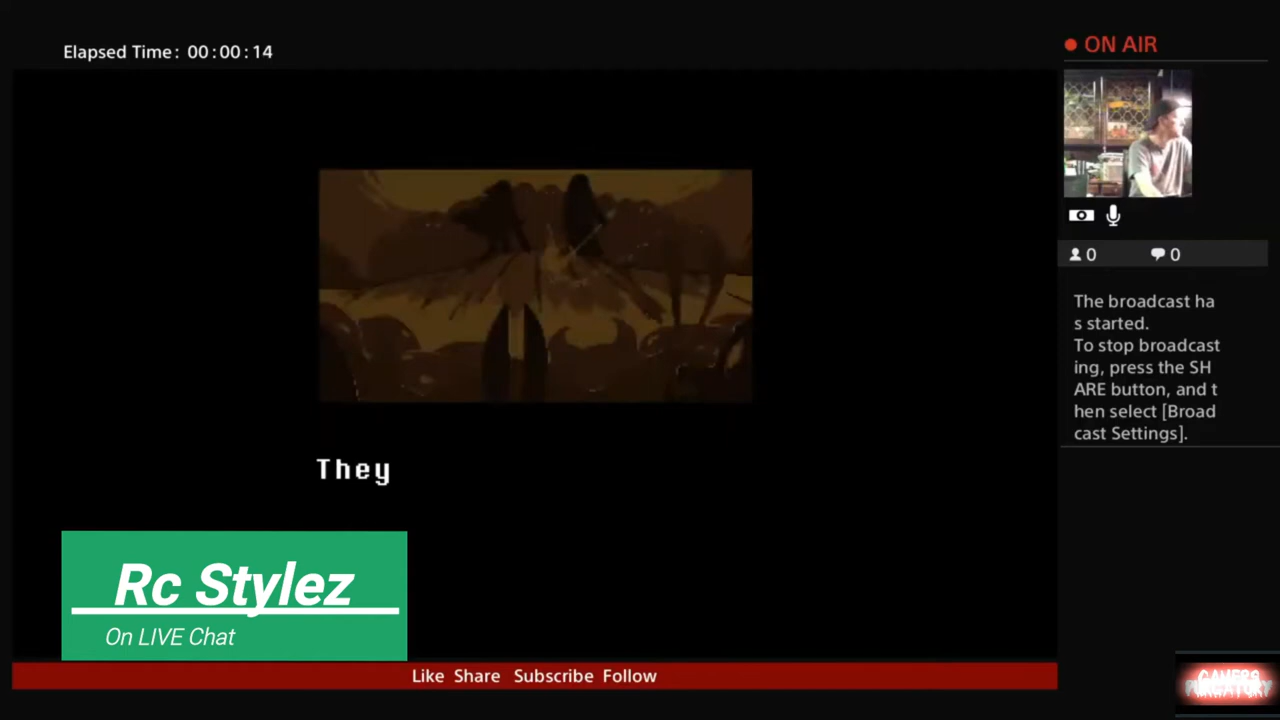 Elapsed Time: 00:00:14
ON AIR
0 0
The broadcast ha
s started.
To stop broadcast
ing, press the SH
ARE button, and t
hen select [Broad
cast Settings].
They
Rc Stylez
On LIVE Chat
Like Share Subscribe Follow
GAMERS
PURGATORY